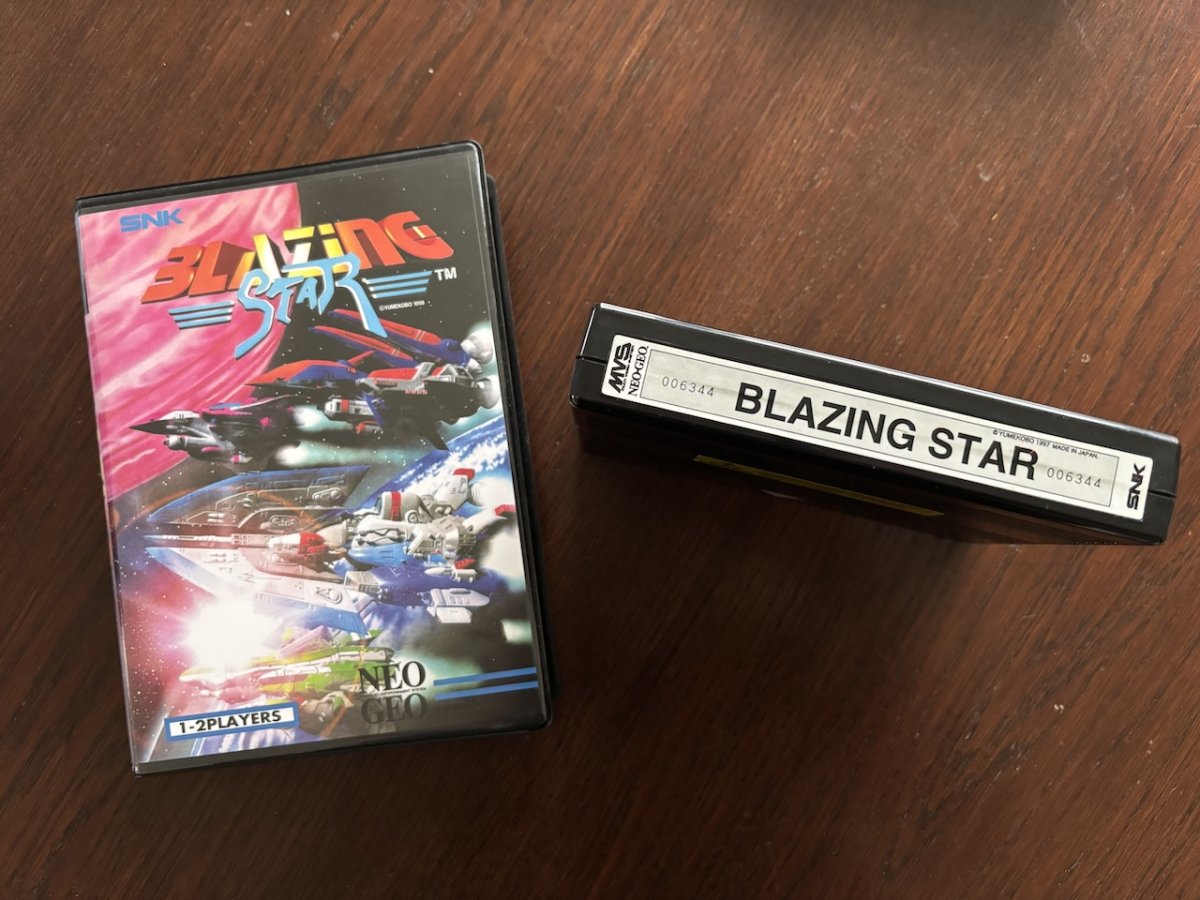 SNK
BLAZING
STAR
TM
©YUMEKOBO 1998
NEO
GEO
1-2PLAYERS
MVS
NEO·GEO.
006344
BLAZING STAR
©YUMEKOBO 1997 MADE IN JAPAN.
006344
SNK